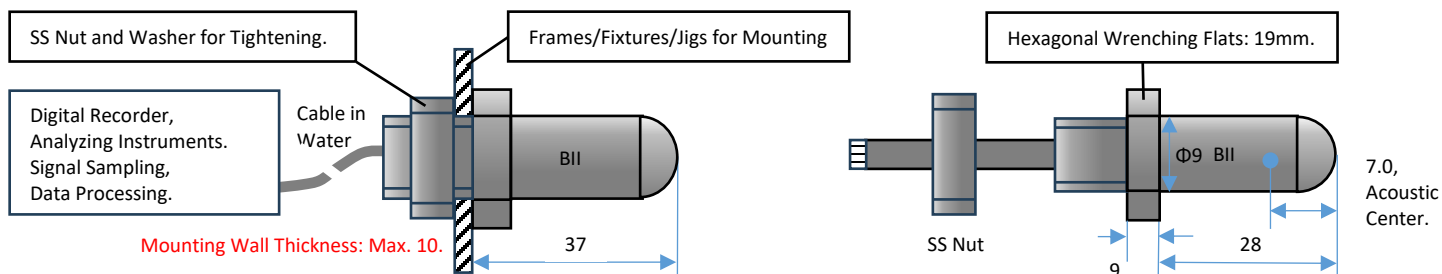 SS Nut and Washer for Tightening.
Frames/Fixtures/Jigs for Mounting
Hexagonal Wrenching Flats: 19mm.
Digital Recorder,
Analyzing Instruments.
Signal Sampling,
Data Processing.
Cable in
Water
BII
Φ9 BII
7.0,
Acoustic
Center.
Mounting Wall Thickness: Max. 10.
37
SS Nut
28
9